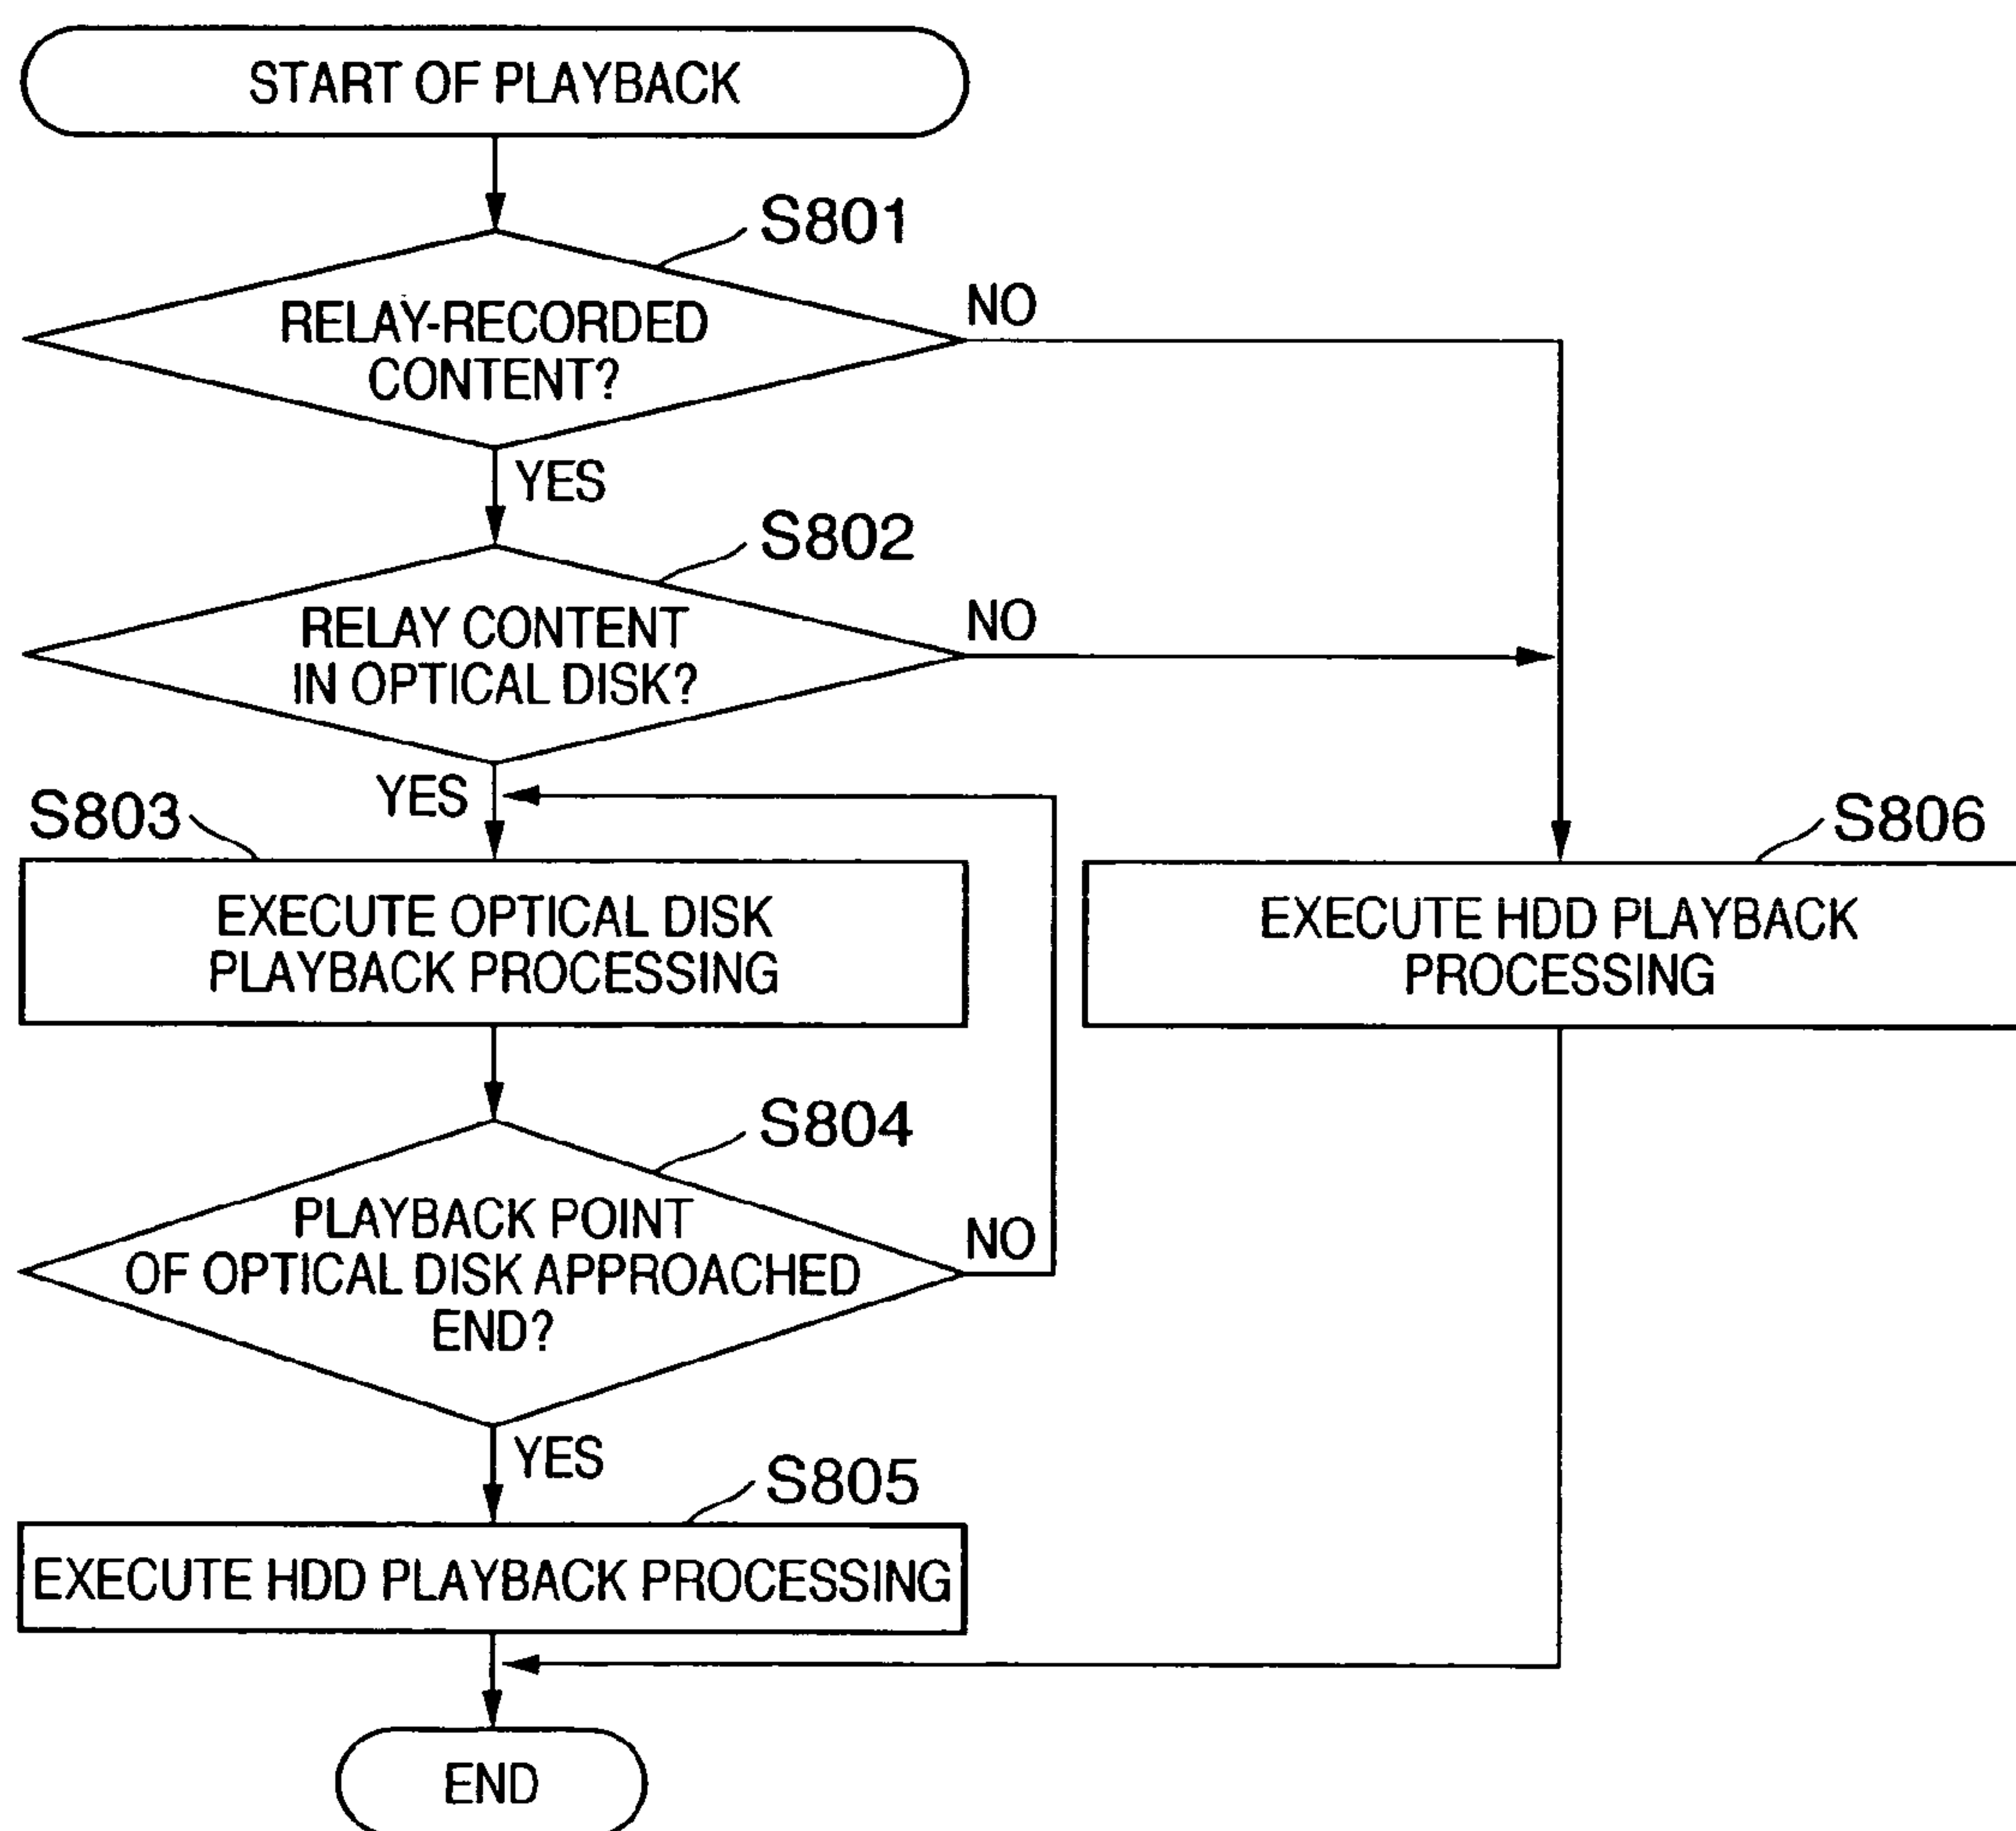 START OF PLAYBACK
S801
RELAY-RECORDED
CONTENT?
NO
YES
S802
RELAY CONTENT
IN OPTICAL DISK?
NO
YES
S803
EXECUTE OPTICAL DISK
PLAYBACK PROCESSING
S806
EXECUTE HDD PLAYBACK
PROCESSING
S804
PLAYBACK POINT
OF OPTICAL DISK APPROACHED
END?
NO
YES
S805
EXECUTE HDD PLAYBACK PROCESSING
END